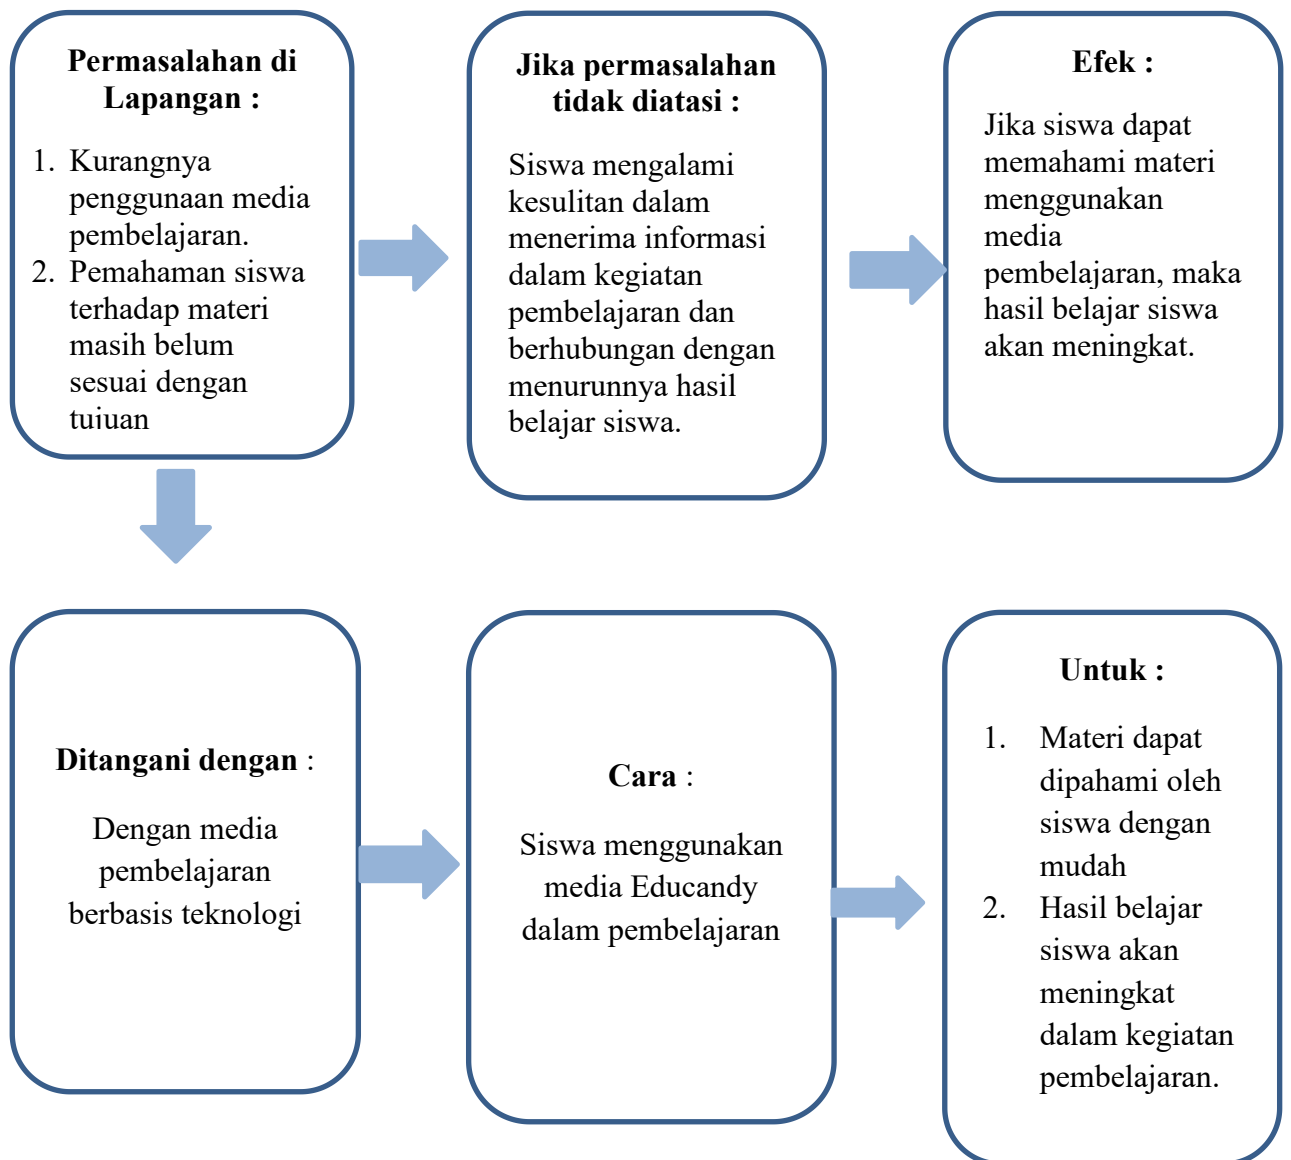 Permasalahan di
Lapangan :
1. Kurangnya
penggunaan media
pembelajaran.
2. Pemahaman siswa
terhadap materi
masih belum
sesuai dengan
tujuan
Jika permasalahan
tidak diatasi :
Siswa mengalami
kesulitan dalam
menerima informasi
dalam kegiatan
pembelajaran dan
berhubungan dengan
menurunnya hasil
belajar siswa.
Efek :
Jika siswa dapat
memahami materi
menggunakan
media
pembelajaran, maka
hasil belajar siswa
akan meningkat.
Ditangani dengan :
Dengan media
pembelajaran
berbasis teknologi
Cara :
Siswa menggunakan
media Educandy
dalam pembelajaran
Untuk :
1. Materi dapat
dipahami oleh
siswa dengan
mudah
2. Hasil belajar
siswa akan
meningkat
dalam kegiatan
pembelajaran.